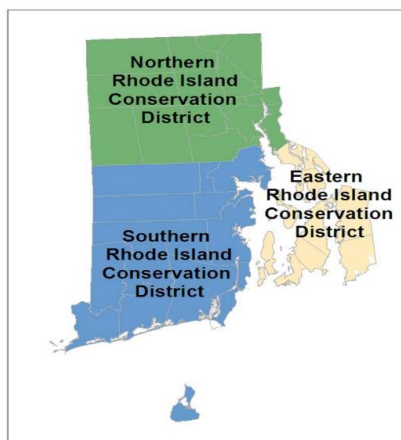 Northern
Rhode Island
Conservation
District
Eastern
Rhode Island
Conservation
District
Southern
Rhode Island
Conservation
District